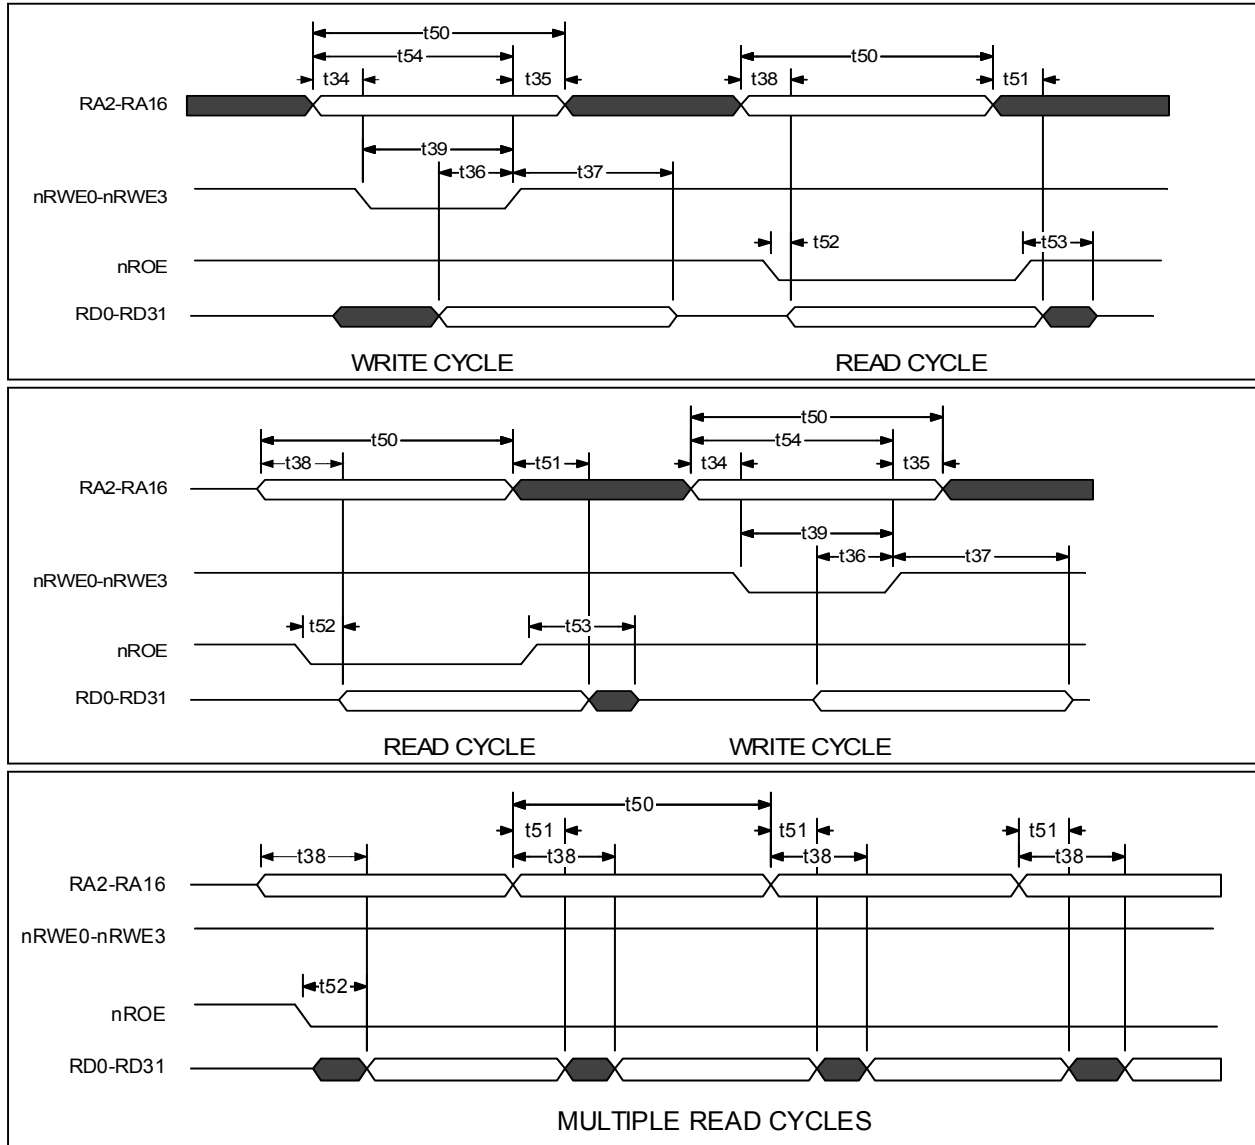 t50
t54
t50
t34 t35 t38 t51
RA2-RA16
t39
t36 t37
nRWE0-nRWE3
t52 t53
nROE
RD0-RD31
WRITE CYCLE READ CYCLE
t50
t50 t54
t38 t51 t34 t35
RA2-RA16
t39
t36 t37
nRWE0-nRWE3
t52 t53
nROE
RD0-RD31
READ CYCLE WRITE CYCLE
t50
t51 t51 t51
t38 t38 t38 t38
RA2-RA16
nRWE0-nRWE3
t52
nROE
RD0-RD31
MULTIPLE READ CYCLES